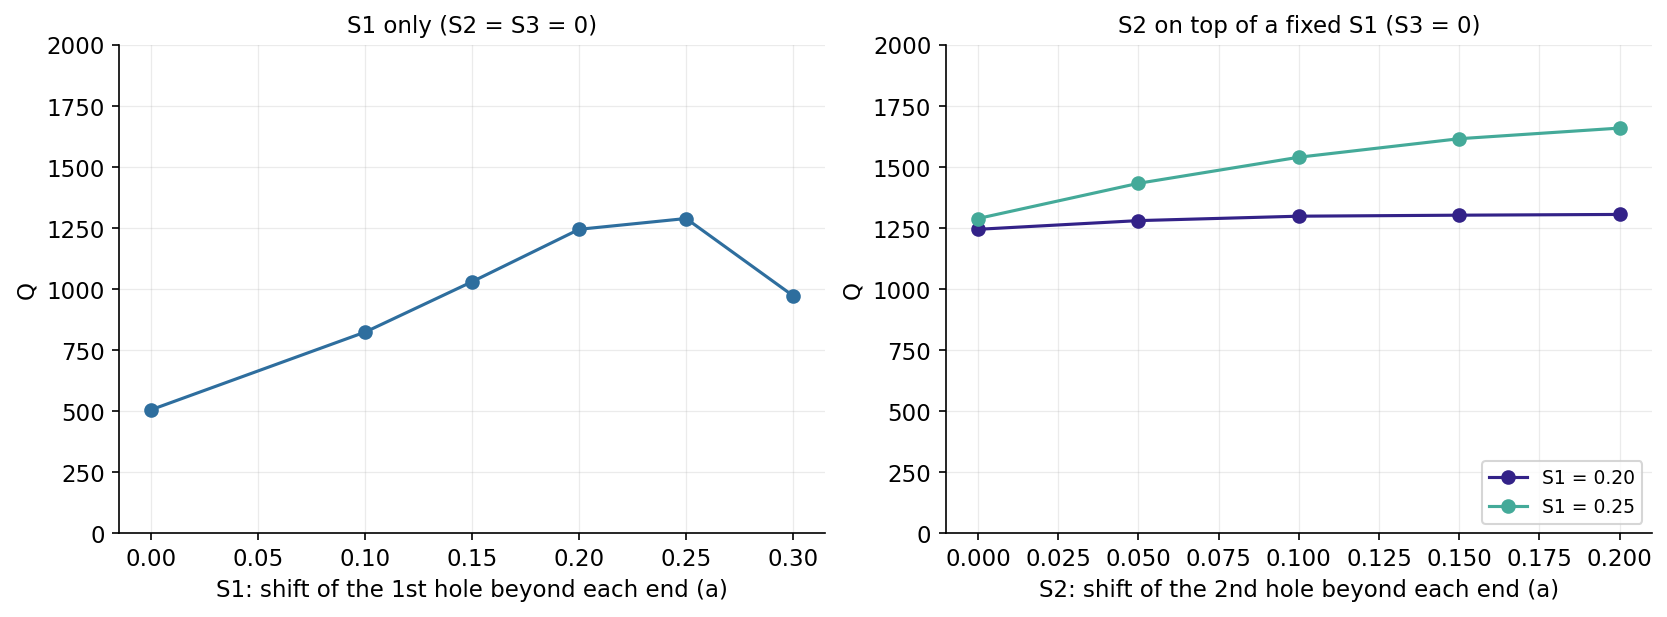 S1 only (S2 = S3 = 0)
2000
1750
1500
1250
1000
750
500
250
0
Q
0.00 0.05 0.10 0.15 0.20 0.25 0.30
S1: shift of the 1st hole beyond each end (a)
S2 on top of a fixed S1 (S3 = 0)
2000
1750
1500
1250
1000
750
500
250
0
Q
S1 = 0.20
S1 = 0.25
0.000 0.025 0.050 0.075 0.100 0.125 0.150 0.175 0.200
S2: shift of the 2nd hole beyond each end (a)